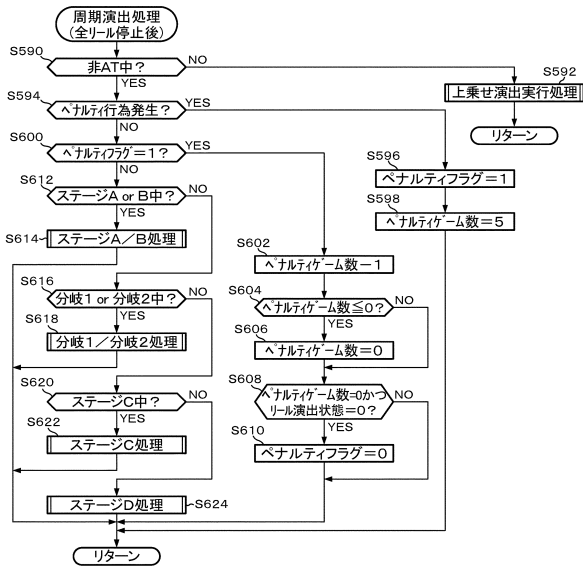 周期演出処理
(全リール停止後)
S590
非AT中?
NO
YES
S592
上乗せ演出実行処理
リターン
S594
ペナルティ行為発生?
YES
NO
S596
ペナルティフラグ=1
S598
ペナルティゲーム数=5
S600
ペナルティフラグ=1?
YES
NO
S602
ペナルティゲーム数-1
S604
ペナルティゲーム数≦0?
NO
YES
S606
ペナルティゲーム数=0
S608
ペナルティゲーム数=0かつ
リール演出状態=0?
NO
YES
S610
ペナルティフラグ=0
S612
ステージA or B中?
NO
YES
S614
ステージA/B処理
S616
分岐1 or 分岐2中?
NO
YES
S618
分岐1/分岐2処理
S620
ステージC中?
NO
YES
S622
ステージC処理
ステージD処理
S624
リターン